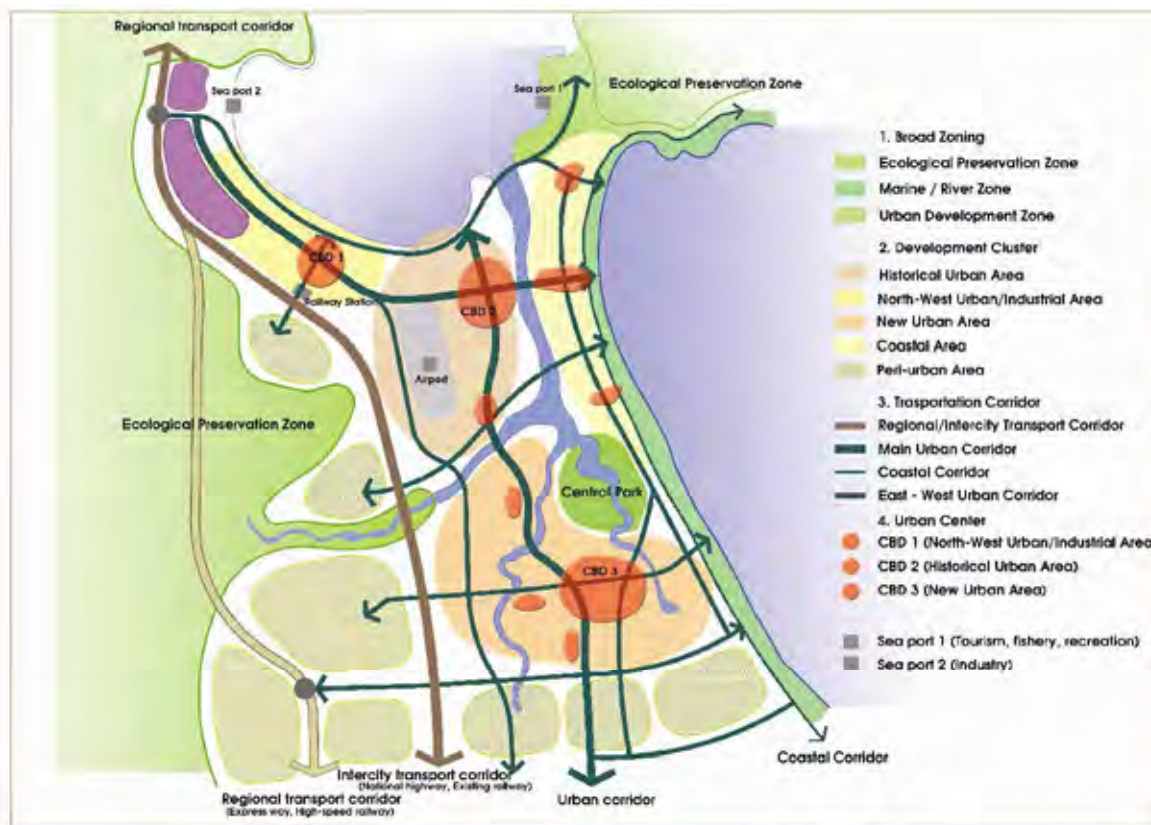 Regional transport corridor
Sea port 2
Sea port 1
Ecological Preservation Zone
CBD 1
Railway Station
CBD 2
Airport
Ecological Preservation Zone
Central Park
CBD 3
Intercity transport corridor
(National highway, Existing railway)
Regional transport corridor
(Express way, High-speed railway)
Urban corridor
Coastal Corridor
1. Broad Zoning
Ecological Preservation Zone
Marine / River Zone
Urban Development Zone
2. Development Cluster
Historical Urban Area
North-West Urban/Industrial Area
New Urban Area
Coastal Area
Peri-urban Area
3. Trasportation Corridor
Regional/Intercity Transport Corridor
Main Urban Corridor
Coastal Corridor
East - West Urban Corridor
4. Urban Center
CBD 1 (North-West Urban/Industrial Area
CBD 2 (Historical Urban Area)
CBD 3 (New Urban Area)
Sea port 1 (Tourism, fishery, recreation)
Sea port 2 (Industry)